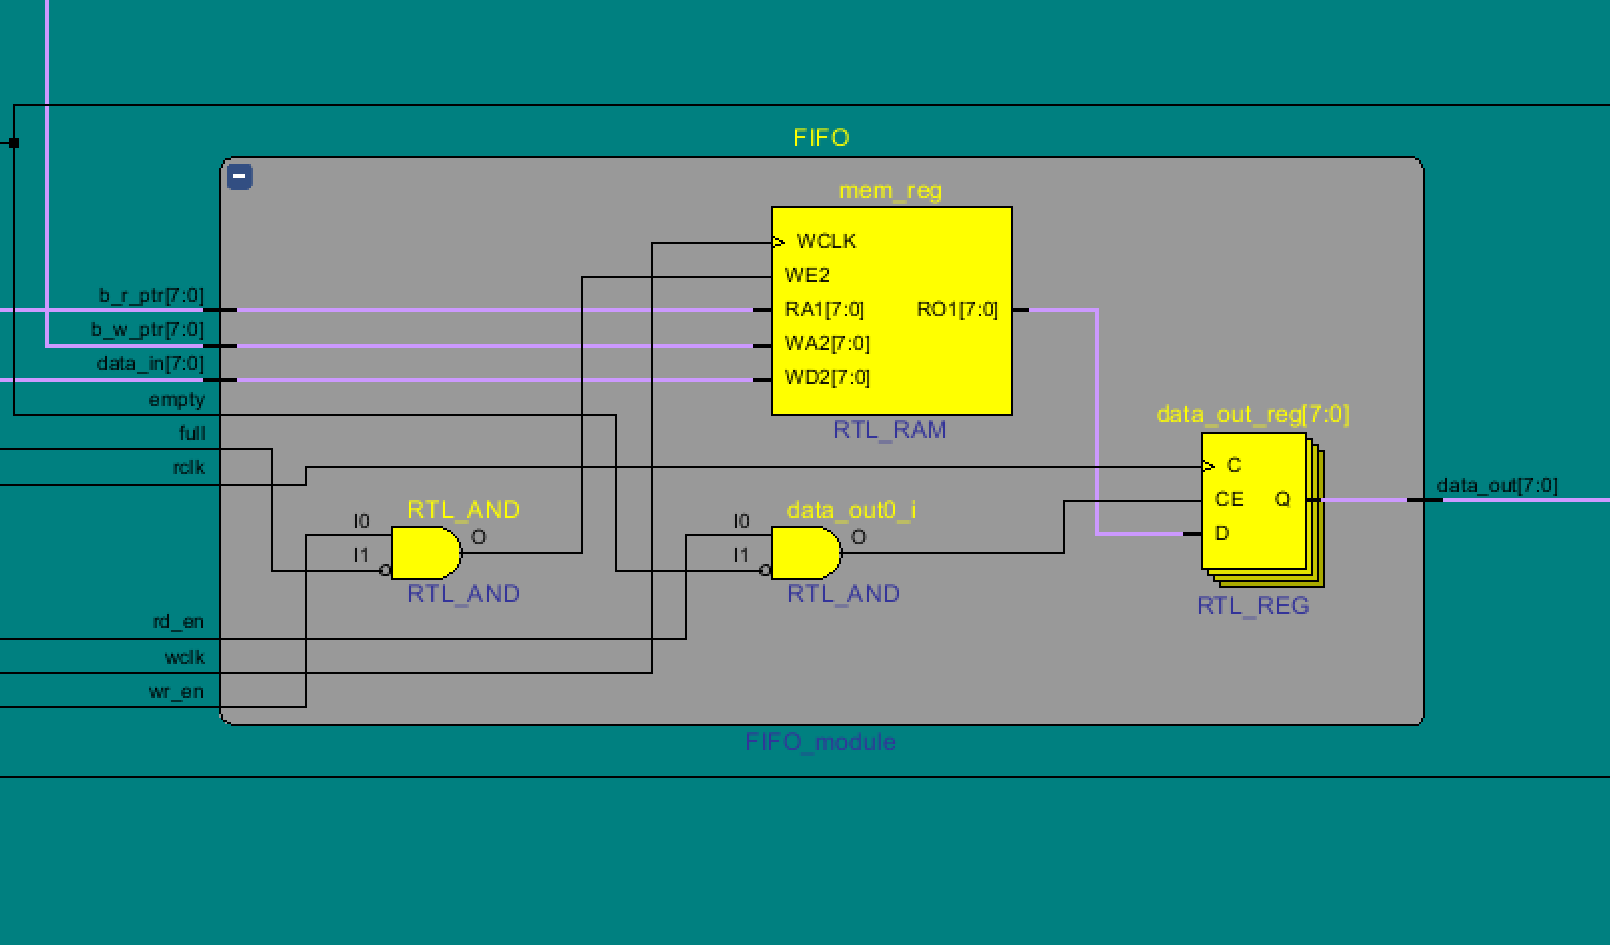 FIFO
mem_reg
WCLK
WE2
b_r_ptr[7:0]
RA1[7:0]
RO1[7:0]
b_w_ptr[7:0]
WA2[7:0]
data_in[7:0]
WD2[7:0]
empty
RTL_RAM
data_out_reg[7:0]
full
rclk
C
CE
Q
D
data_out[7:0]
RTL_AND
I0
I1
O
RTL_AND
data_out0_i
I0
I1
O
RTL_AND
RTL_REG
rd_en
wclk
wr_en
FIFO_module